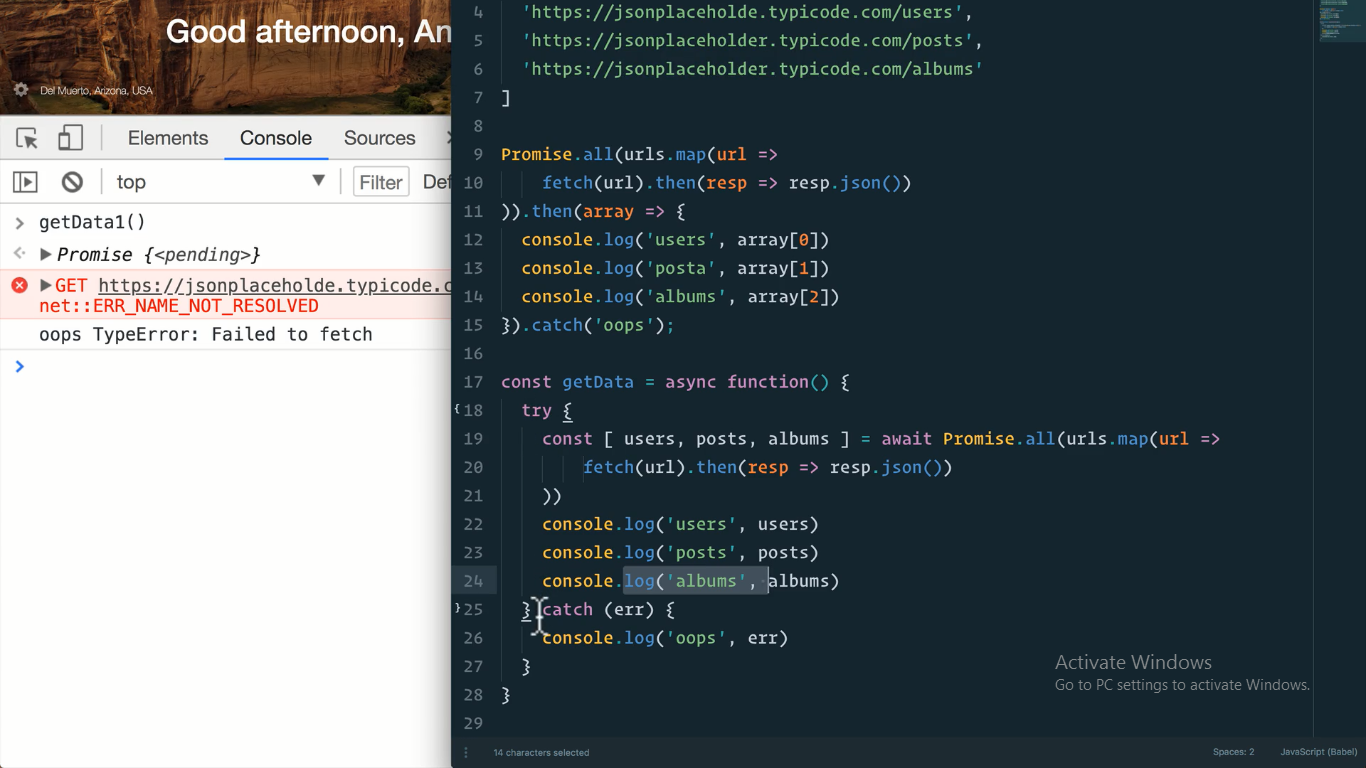 Good afternoon, An
Del Muerto, Arizona, USA
Elements Console Sources
top Filter Def
getData1()
Promise {<pending>}
GET https://jsonplaceholde.typicode.c
net::ERR_NAME_NOT_RESOLVED
oops TypeError: Failed to fetch
4 'https://jsonplaceholde.typicode.com/users',
5 'https://jsonplaceholder.typicode.com/posts',
6 'https://jsonplaceholder.typicode.com/albums'
7 ]
8
9 Promise.all(urls.map(url =>
10 fetch(url).then(resp => resp.json())
11 )).then(array => {
12 console.log('users', array[0])
13 console.log('posta', array[1])
14 console.log('albums', array[2])
15 }).catch('oops');
16
17 const getData = async function() {
18 try {
19 const [ users, posts, albums ] = await Promise.all(urls.map(url =>
20 fetch(url).then(resp => resp.json())
21 ))
22 console.log('users', users)
23 console.log('posts', posts)
24 console.log('albums', albums)
25 } catch (err) {
26 console.log('oops', err)
27 }
28 }
29
Activate Windows
Go to PC settings to activate Windows.
14 characters selected
Spaces: 2 JavaScript (Babel)